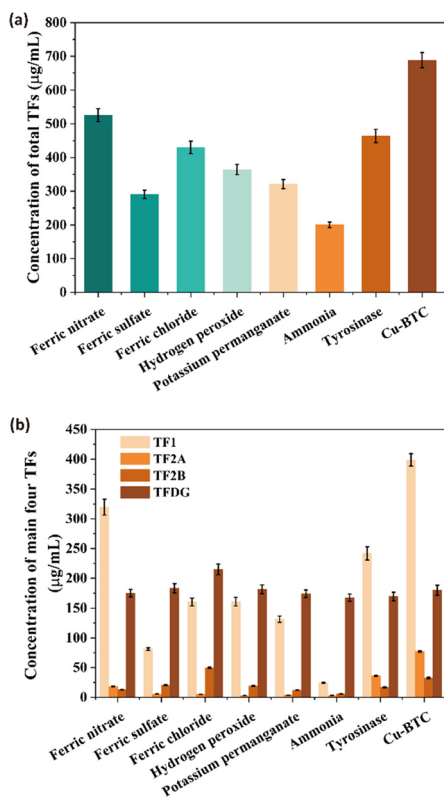 (a)
Concentration of total TFs (μg/mL)
800
700
600
500
400
300
200
100
0
Ferric nitrate
Ferric sulfate
Ferric chloride
Hydrogen peroxide
Potassium permanganate
Ammonia
Tyrosinase
Cu-BTC
(b)
Concentration of main four TFs
(μg/mL)
450
400
350
300
250
200
150
100
50
0
TF1
TF2A
TF2B
TFDG
Ferric nitrate
Ferric sulfate
Ferric chloride
Hydrogen peroxide
Potassium permanganate
Ammonia
Tyrosinase
Cu-BTC